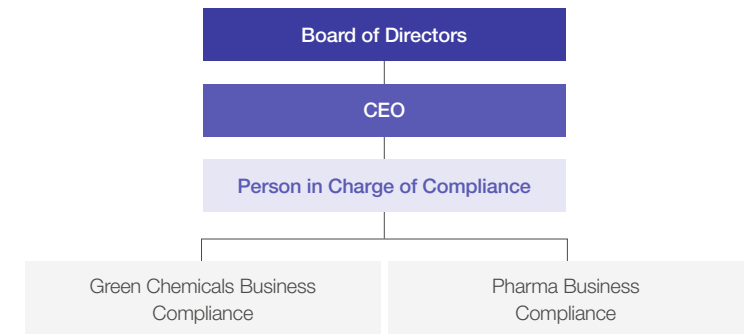 Board of Directors
CEO
Person in Charge of Compliance
Green Chemicals Business
Compliance
Pharma Business
Compliance